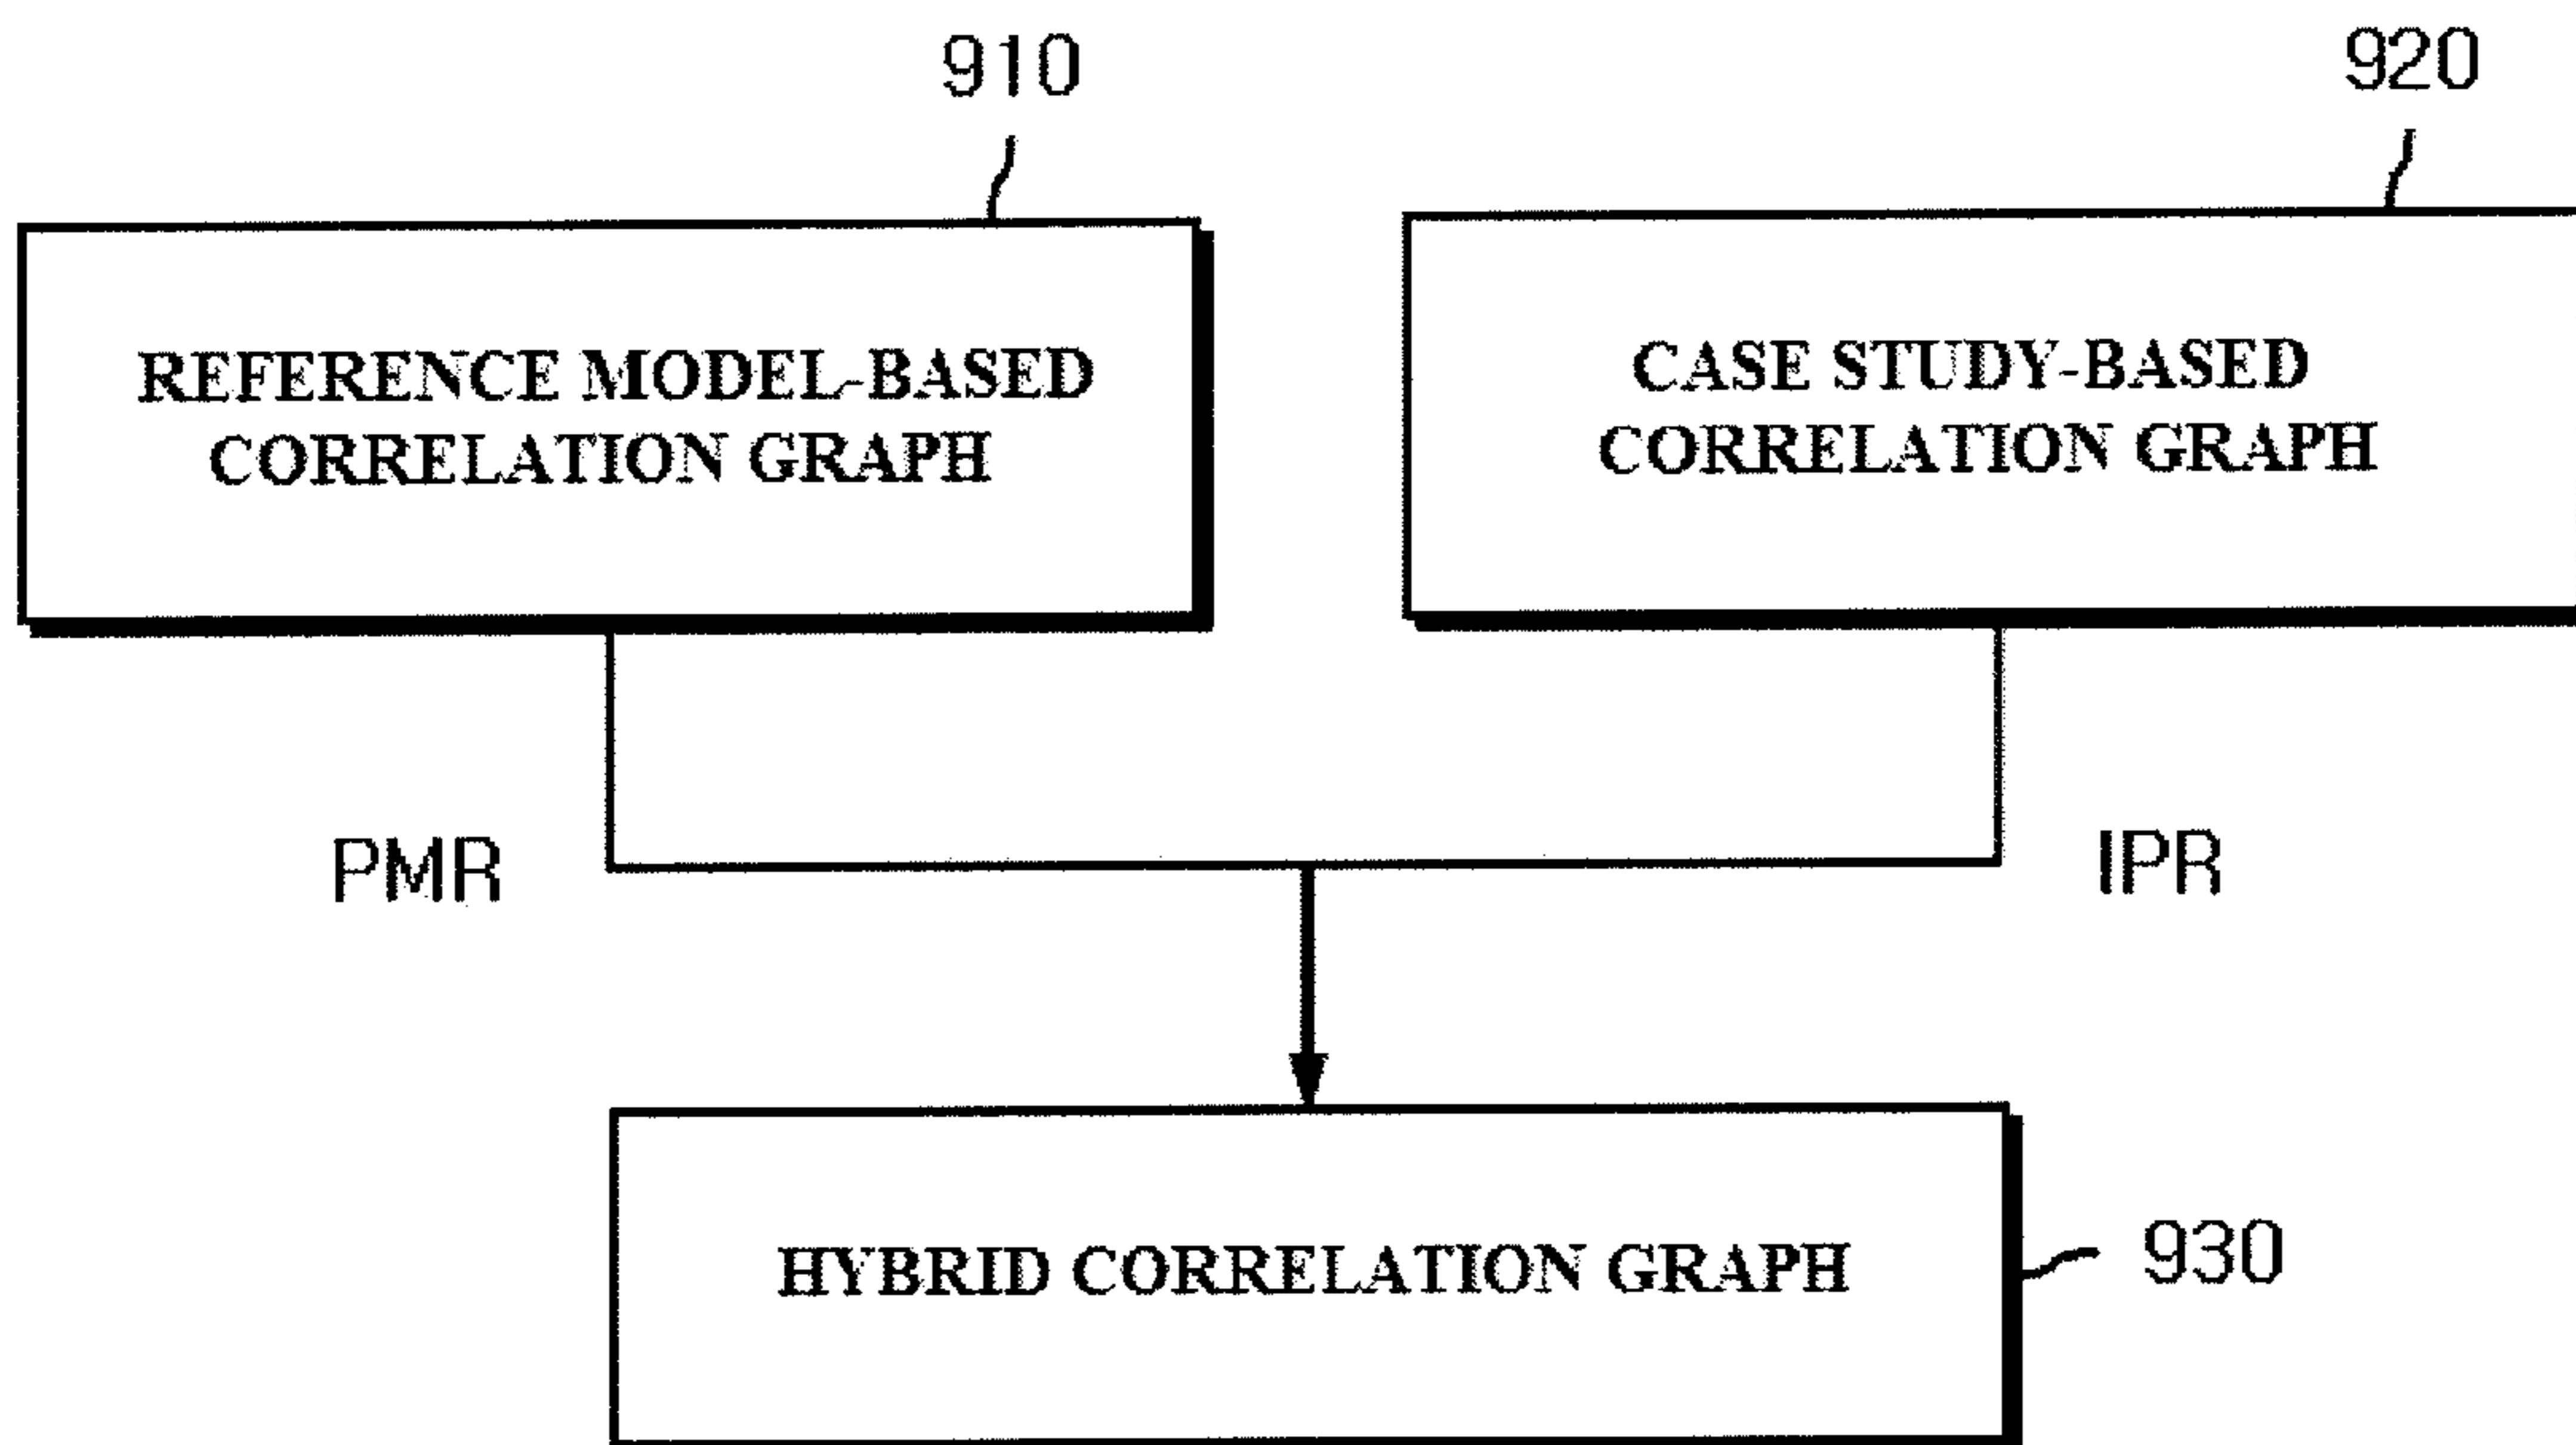 910
920
REFERENCE MODEL-BASED
CORRELATION GRAPH
CASE STUDY-BASED
CORRELATION GRAPH
PMR
IPR
HYBRID CORRELATION GRAPH
930